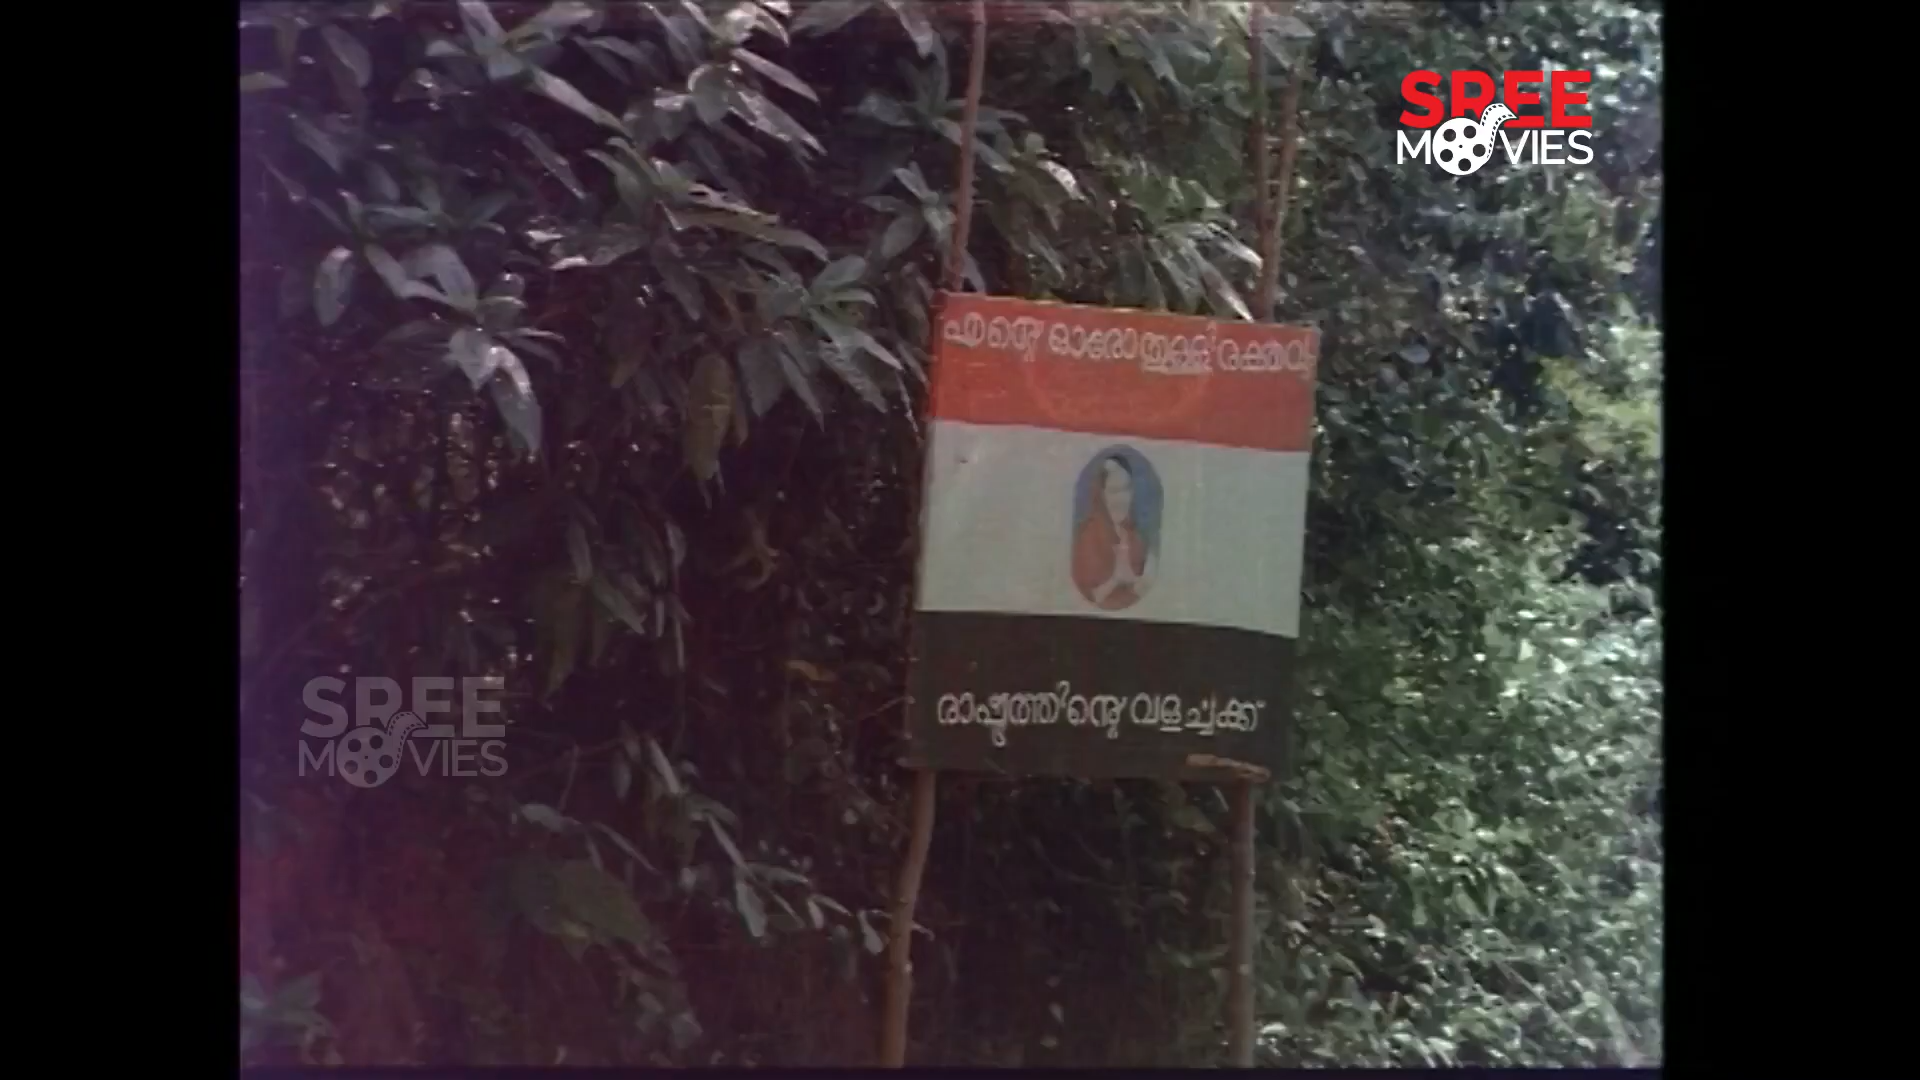 SREE
MOVIES
എന്റെ ഓരോ തുള്ളി രക്തവും
രാഷ്ട്രത്തിന്റെ വളർച്ചക്ക്
SREE
MOVIES